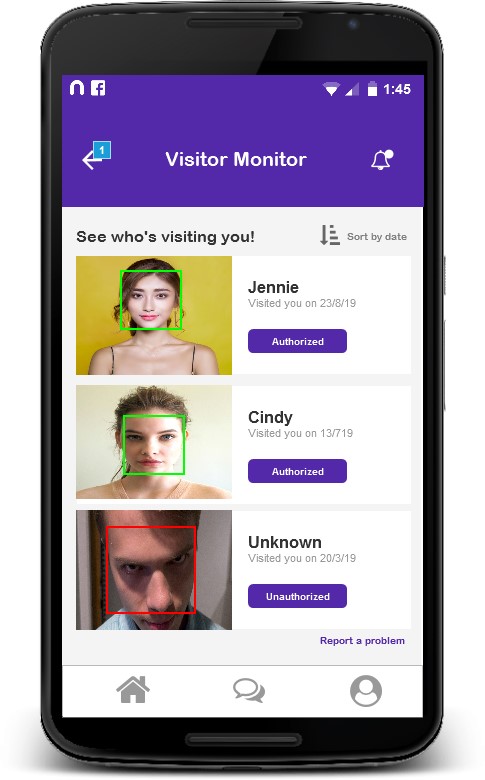 1:45
1
Visitor Monitor
See who's visiting you!
Sort by date
Jennie
Visited you on 23/8/19
Authorized
Cindy
Visited you on 13/719
Authorized
Unknown
Visited you on 20/3/19
Unauthorized
Report a problem